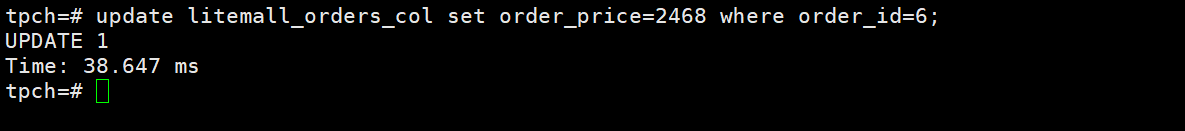 tpch=# update litemall_orders_col set order_price=2468 where order_id=6;
UPDATE 1
Time: 38.647 ms
tpch=#